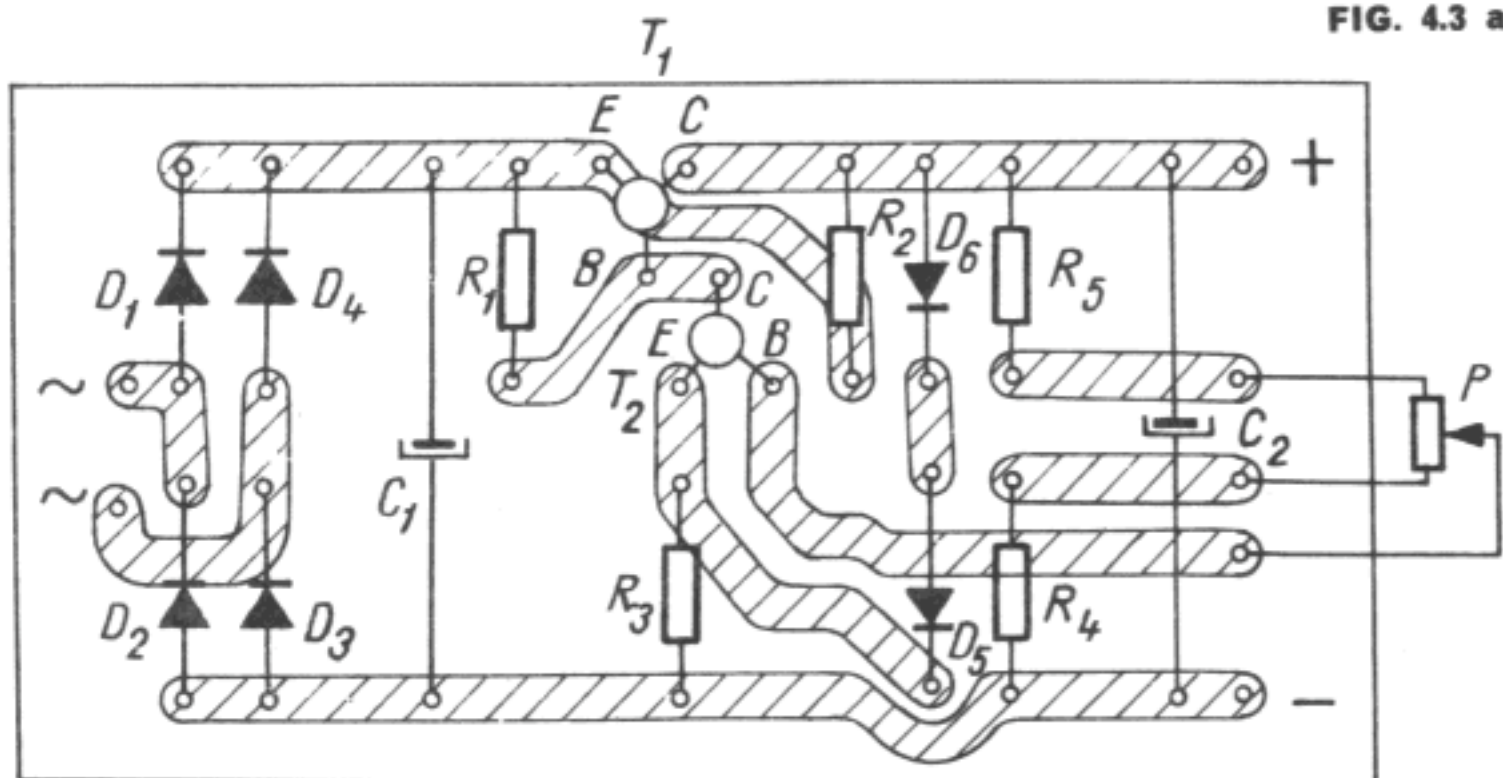 FIG. 4.3 a
T₁
E C
+
R₂ D₆
D₁ D₄ R₁ B C R₅
E B
~ T₂ P
C₂
~ C₁
D₂ D₃ R₃ D₅ R₄
−